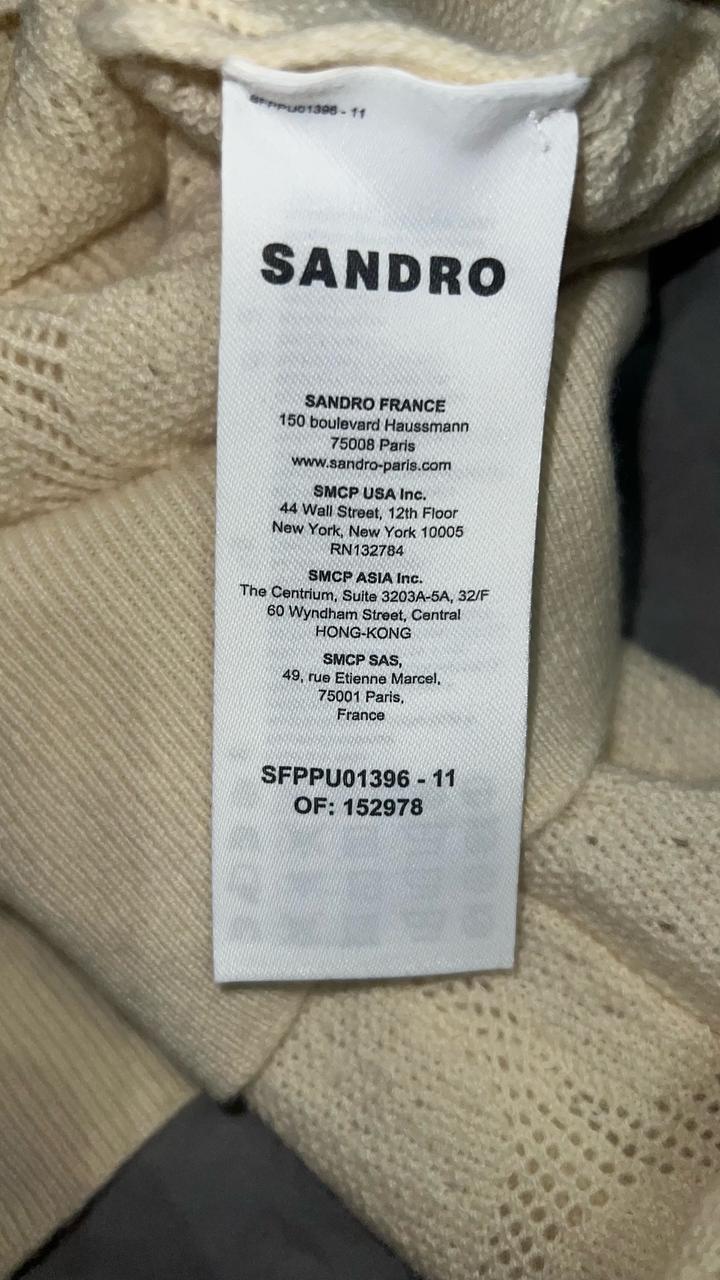 SFPPU01396 - 11
SANDRO
SANDRO FRANCE
150 boulevard Haussmann
75008 Paris
www.sandro-paris.com
SMCP USA Inc.
44 Wall Street, 12th Floor
New York, New York 10005
RN132784
SMCP ASIA Inc.
The Centrium, Suite 3203A-5A, 32/F
60 Wyndham Street, Central
HONG-KONG
SMCP SAS,
49, rue Etienne Marcel,
75001 Paris,
France
SFPPU01396 - 11
OF: 152978